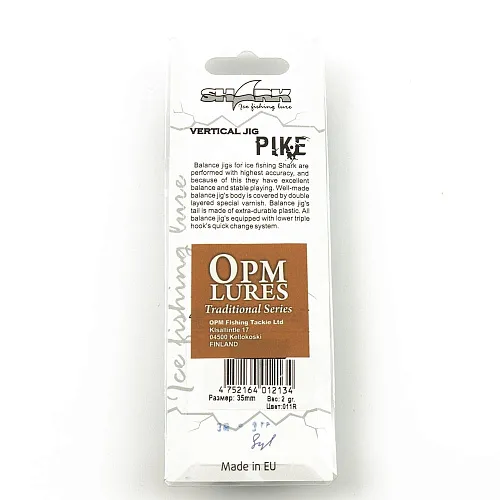 SHARK
Ice fishing lure
VERTICAL JIG
PIKE
Balance jigs for ice fishing Shark are
performed with highest accuracy, and
because of this they have excellent
balance and stable playing. Well-made
balance jig's body is covered by double
layered special varnish. Balance jig's
tail is made of extra-durable plastic. All
balance jig's equipped with lower triple
hook's quick change system.
Ice fishing lure
OPM
LURES
Traditional Series
OPM Fishing Tackle Ltd
Kisallintie 17
04500 Kellokoski
FINLAND
4 752164 012134
Размер: 35mm
Вес: 2 gr.
Цвет:011R
Made in EU